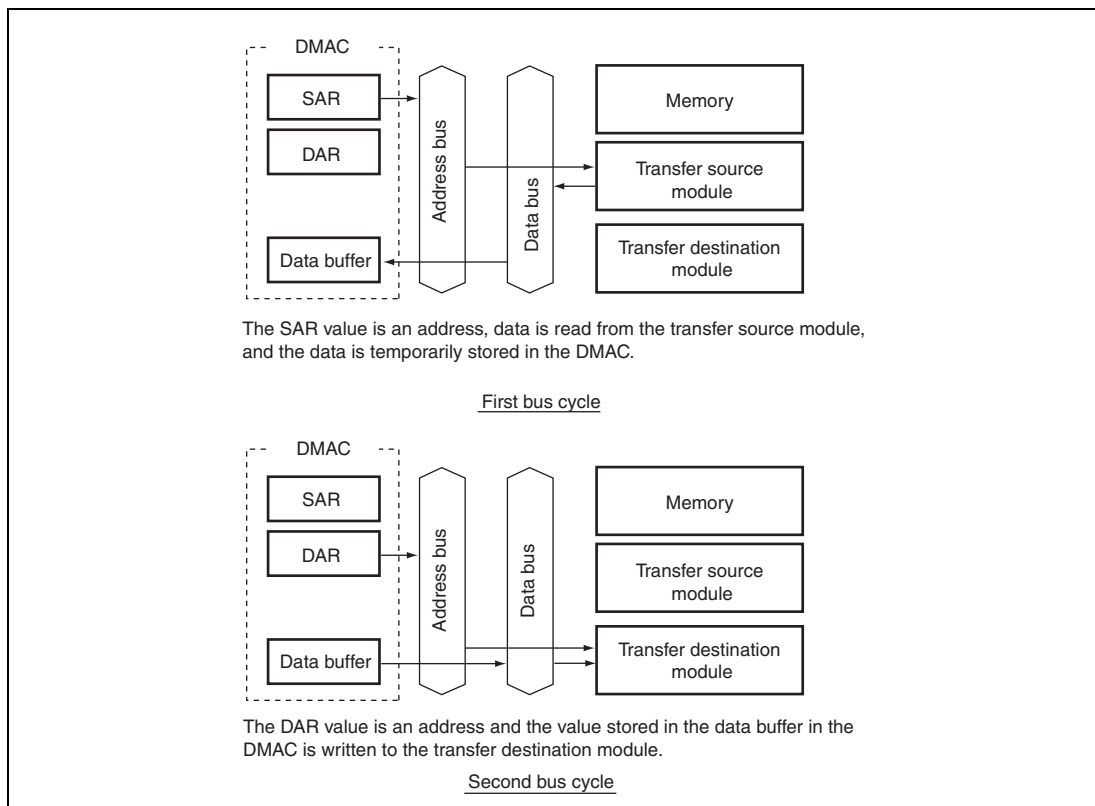 DMAC
SAR
DAR
Data buffer
Address bus
Data bus
Memory
Transfer source
module
Transfer destination
module
The SAR value is an address, data is read from the transfer source module,
and the data is temporarily stored in the DMAC.
First bus cycle
DMAC
SAR
DAR
Data buffer
Address bus
Data bus
Memory
Transfer source
module
Transfer destination
module
The DAR value is an address and the value stored in the data buffer in the
DMAC is written to the transfer destination module.
Second bus cycle